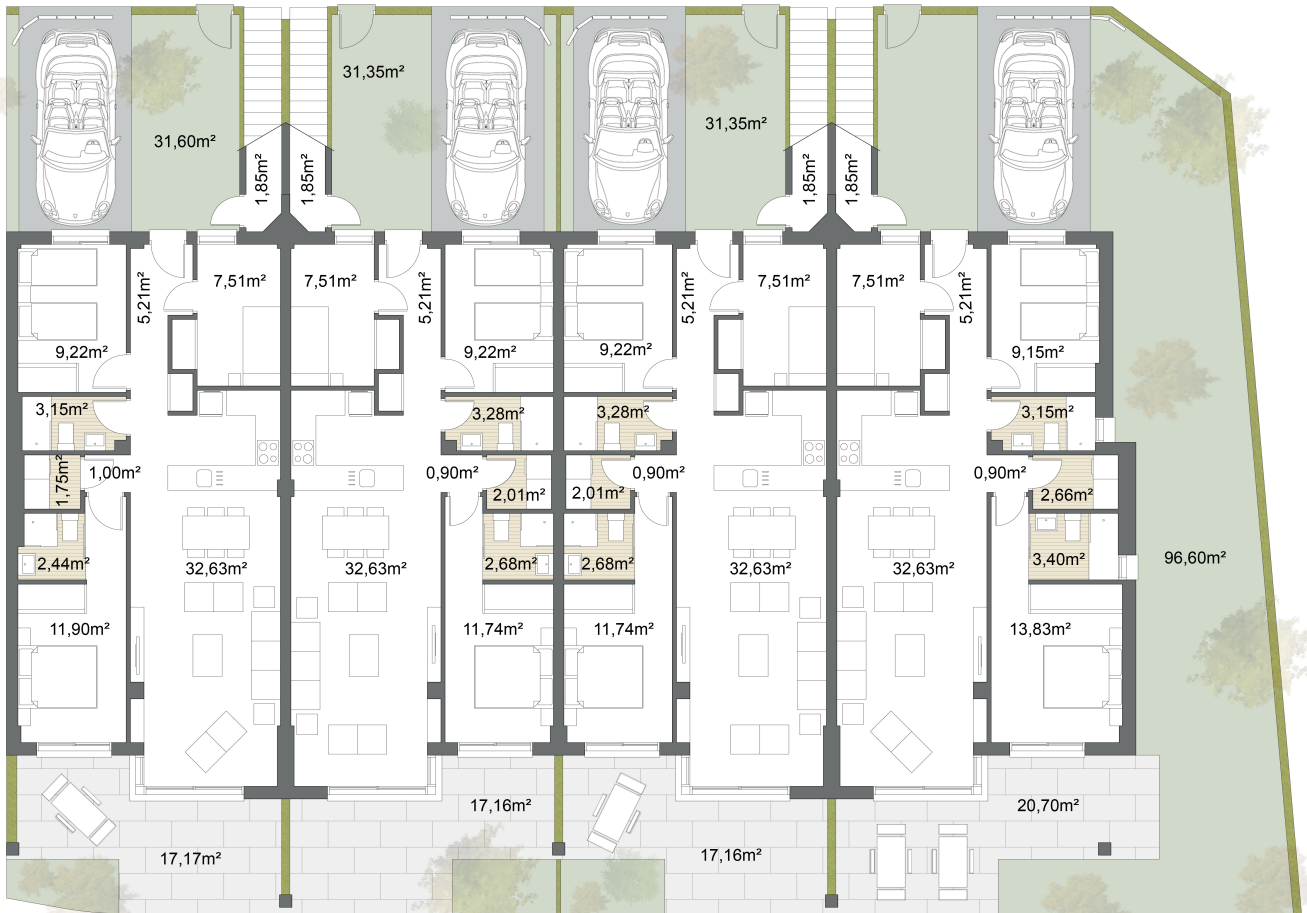 31,35m²
31,60m²
31,35m²
1,85m²
1,85m²
1,85m²
1,85m²
5,21m²
7,51m²
7,51m²
5,21m²
5,21m²
7,51m²
7,51m²
5,21m²
9,22m²
9,22m²
9,22m²
9,15m²
3,15m²
3,28m²
3,28m²
3,15m²
1,75m²
1,00m²
0,90m²
2,01m²
2,01m²
0,90m²
0,90m²
2,66m²
2,44m²
32,63m²
32,63m²
2,68m²
2,68m²
32,63m²
32,63m²
3,40m²
96,60m²
11,90m²
11,74m²
11,74m²
13,83m²
17,16m²
20,70m²
17,17m²
17,16m²